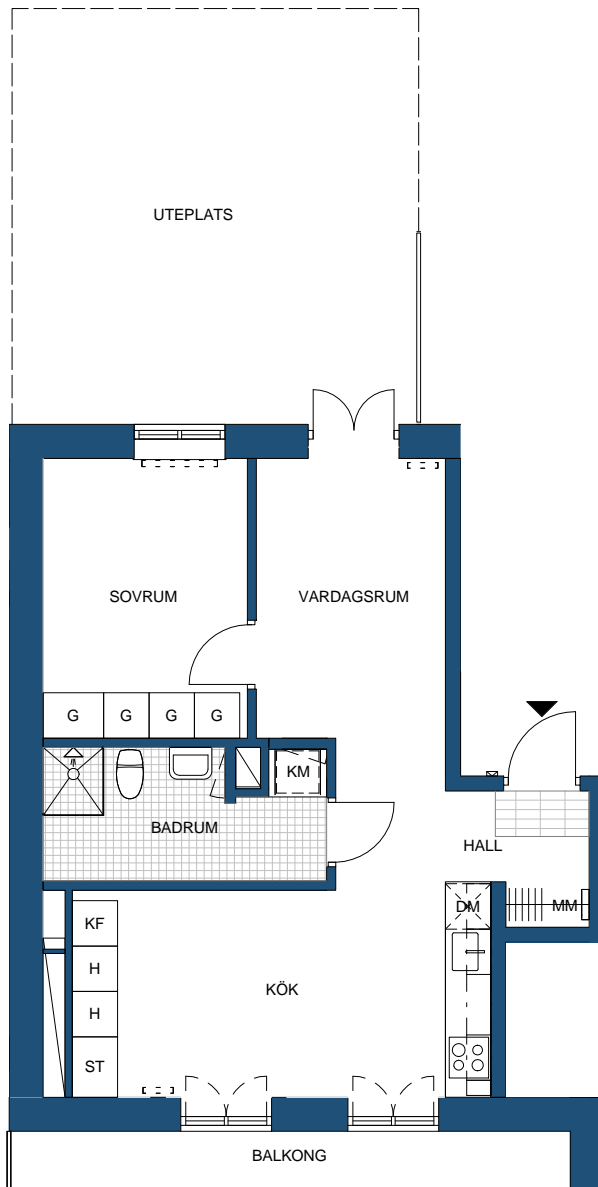 UTEPLATS
SOVRUM
VARDAGSRUM
G
G
G
G
KM
BADRUM
HALL
DM
MM
KF
H
KÖK
H
ST
BALKONG